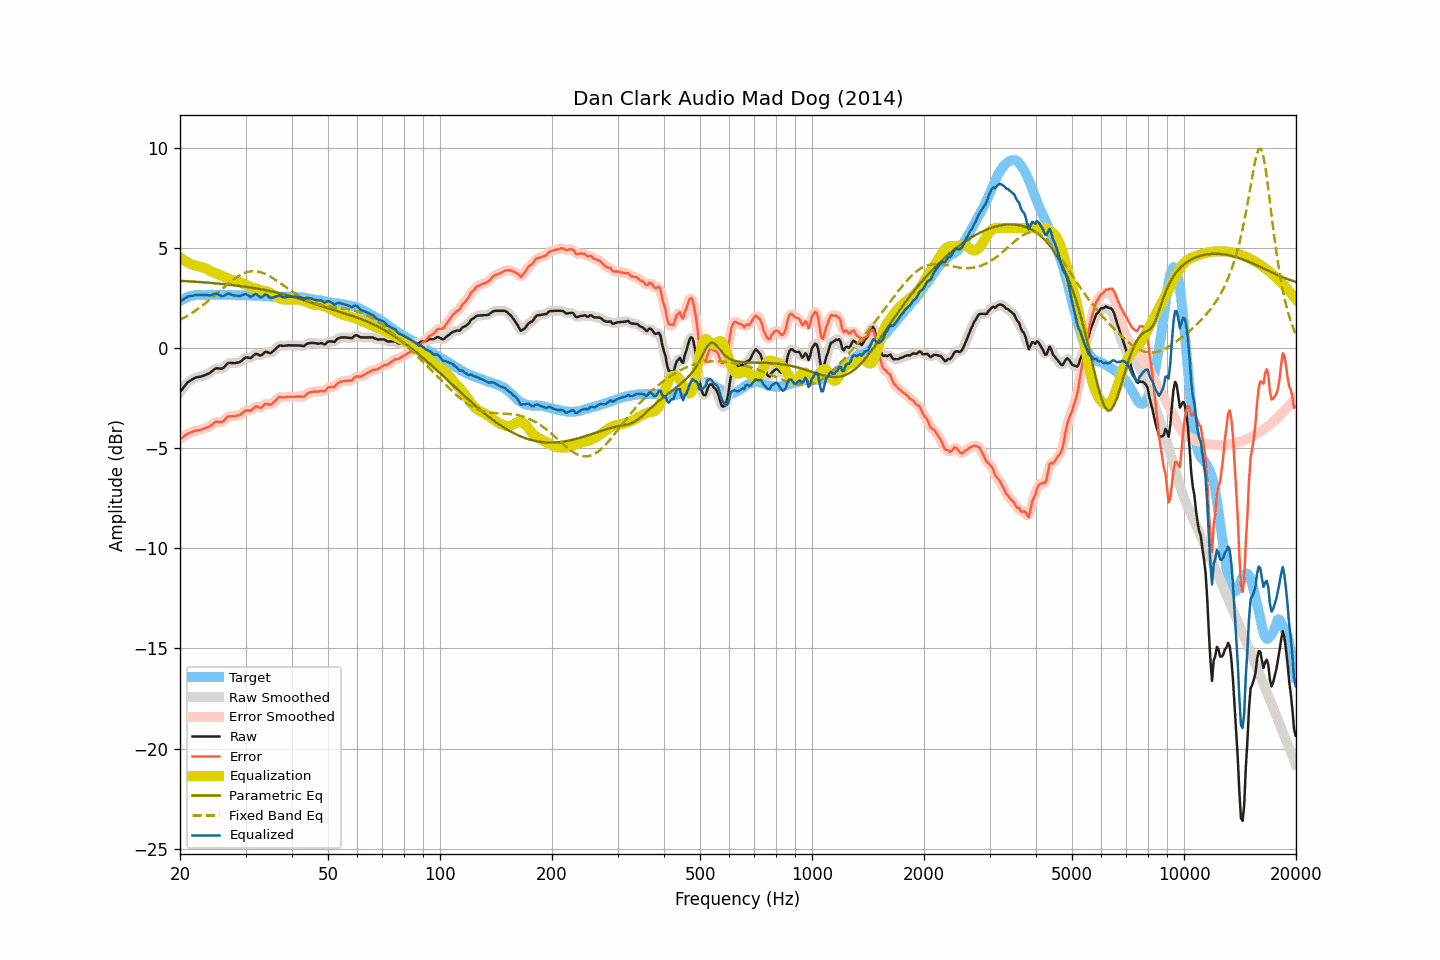 Dan Clark Audio Mad Dog (2014)
10
5
0
−5
−10
−15
−20
−25
Amplitude (dBr)
Target
Raw Smoothed
Error Smoothed
Raw
Error
Equalization
Parametric Eq
Fixed Band Eq
Equalized
20 50 100 200 500 1000 2000 5000 10000 20000
Frequency (Hz)